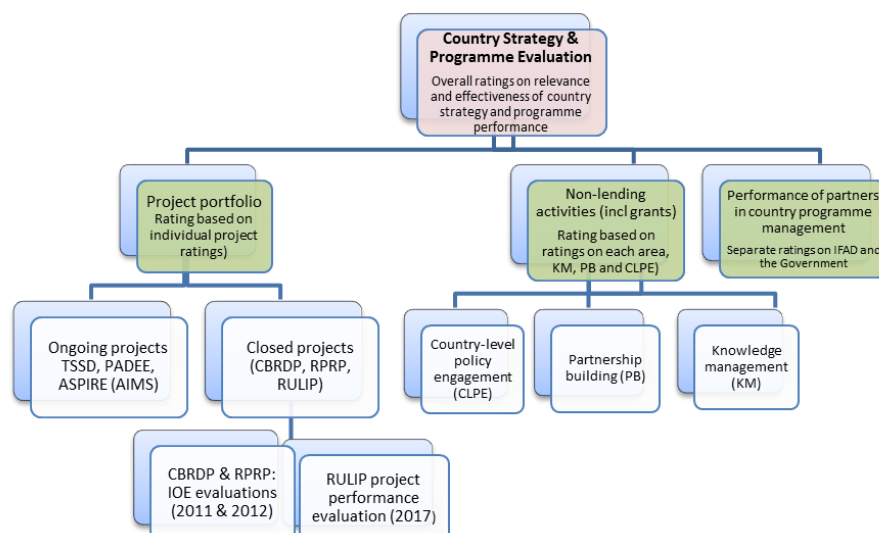 Country Strategy &
Programme Evaluation
Overall ratings on relevance
and effectiveness of country
strategy and programme
performance
Project portfolio
Rating based on
individual project
ratings)
Non-lending
activities (incl grants)
Rating based on
ratings on each area,
KM, PB and CLPE)
Performance of partners
in country programme
management
Separate ratings on IFAD and
the Government
Ongoing projects
TSSD, PADEE,
ASPIRE (AIMS)
Closed projects
(CBRDP, RPRP,
RULIP)
Country-level
policy
engagement
(CLPE)
Partnership
building (PB)
Knowledge
management
(KM)
CBRDP & RPRP:
IOE evaluations
(2011 & 2012)
RULIP project
performance
evaluation (2017)